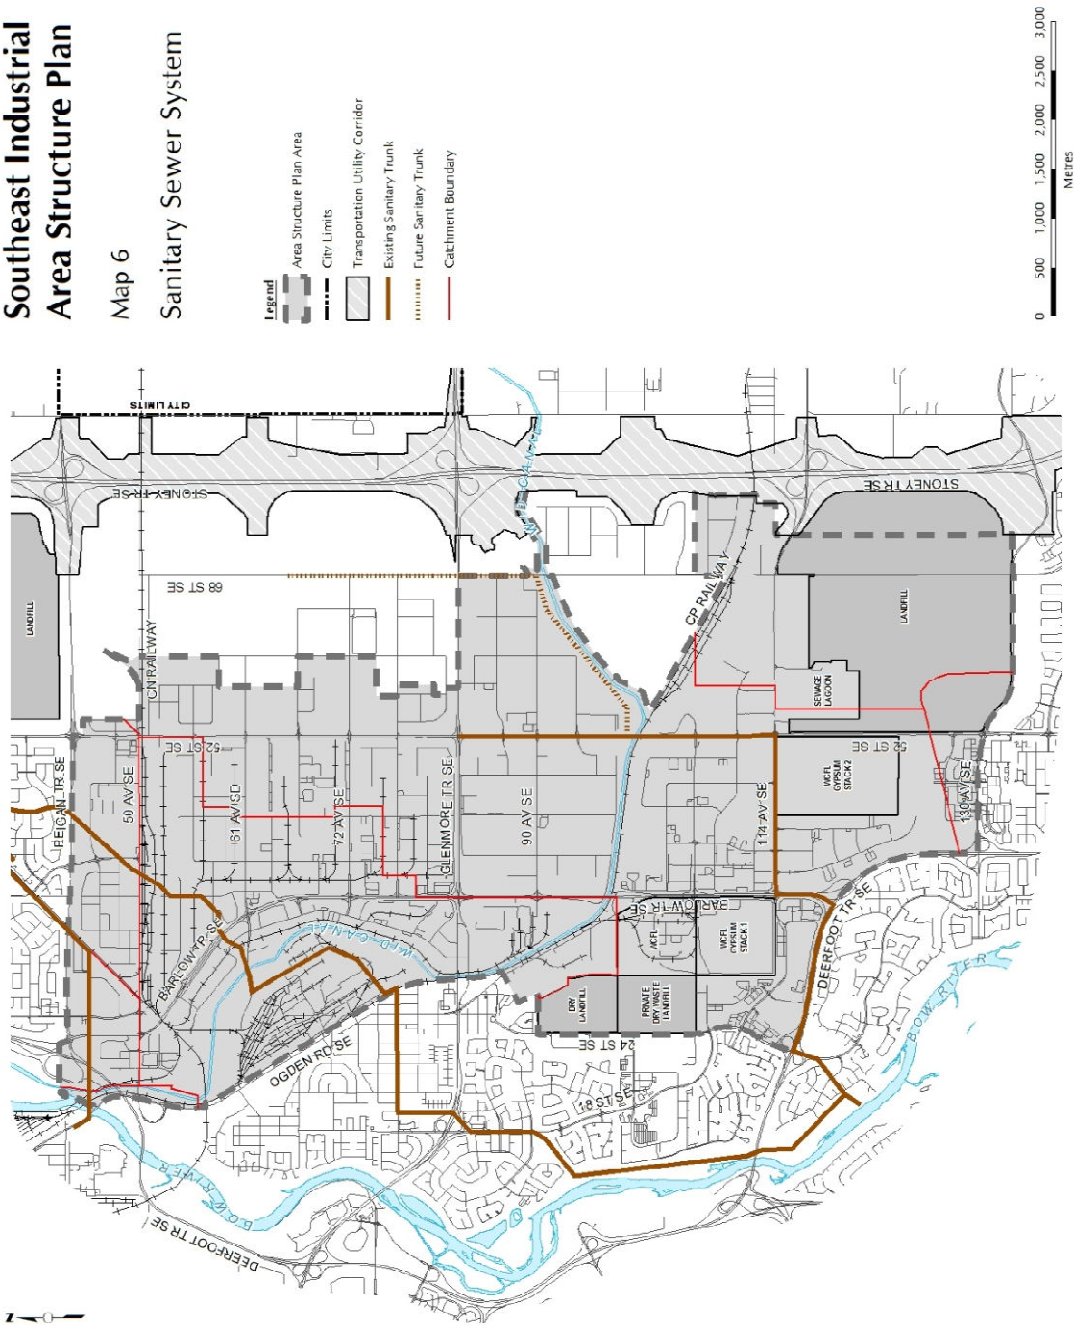 Southeast Industrial
Area Structure Plan
Map 6
Sanitary Sewer System
Legend
Area Structure Plan Area
City Limits
Transportation Utility Corridor
Existing Sanitary Trunk
Future Sanitary Trunk
Catchment Boundary
0 500 1,000 1,500 2,000 2,500 3,000
Metres
CITY LIMITS
STONEY TR SE
STONEY TR SE
W I D CANAL
68 ST SE
LANDFILL
LANDFILL
CN RAILWAY
CP RAILWAY
SEWAGE
LAGOON
52 ST SE
52 ST SE
PEIGAN TR SE
50 AV SE
61 AV SE
72 AV SE
GLENMORE TR SE
90 AV SE
114 AV SE
WCFL
GYPSUM
STACK 2
130 AV SE
BARLOW TR SE
BARLOW TR SE
W I D CANAL
WCFL
WCFL
GYPSUM
STACK 1
DEERFOOT TR SE
DRY
LANDFILL
PRIVATE
DRY WASTE
LANDFILL
24 ST SE
OGDEN RD SE
18 ST SE
BOW RIVER
BOW RIVER
DEERFOOT TR SE
N